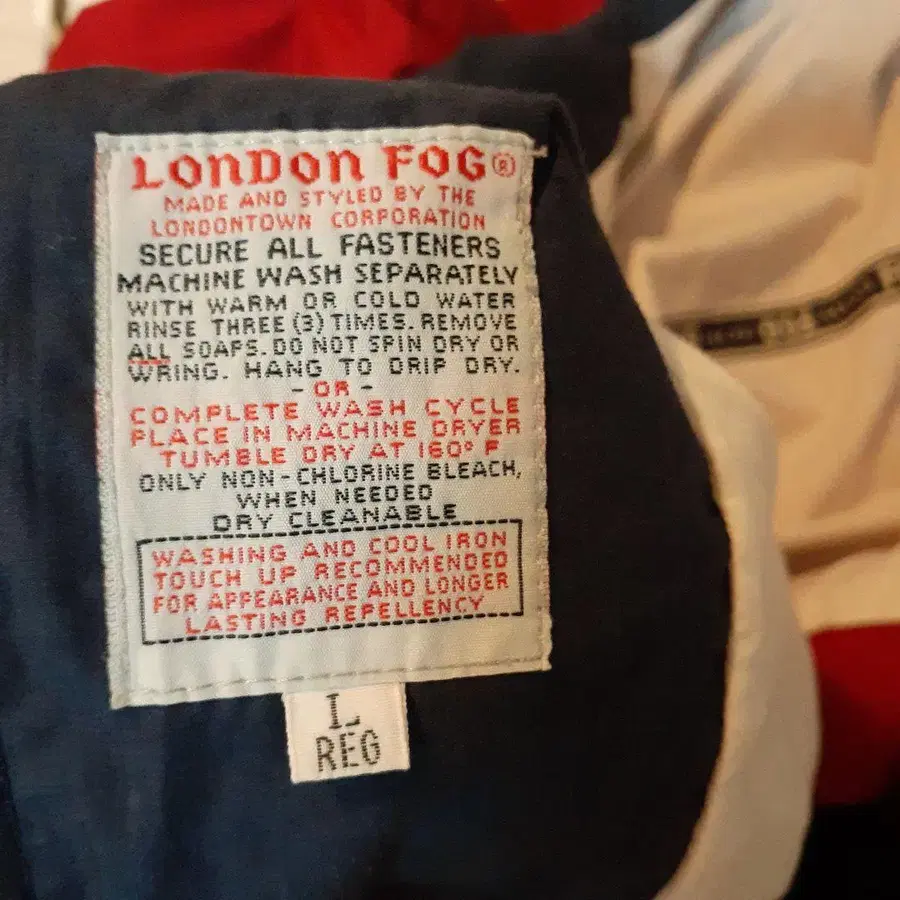 LONDON FOG®
MADE AND STYLED BY THE
LONDONTOWN CORPORATION
SECURE ALL FASTENERS
MACHINE WASH SEPARATELY
WITH WARM OR COLD WATER
RINSE THREE (3) TIMES. REMOVE
ALL SOAPS. DO NOT SPIN DRY OR
WRING. HANG TO DRIP DRY.
- OR -
COMPLETE WASH CYCLE
PLACE IN MACHINE DRYER
TUMBLE DRY AT 160° F
ONLY NON-CHLORINE BLEACH,
WHEN NEEDED
DRY CLEANABLE
WASHING AND COOL IRON
TOUCH UP RECOMMENDED
FOR APPEARANCE AND LONGER
LASTING REPELLENCY
L
REG